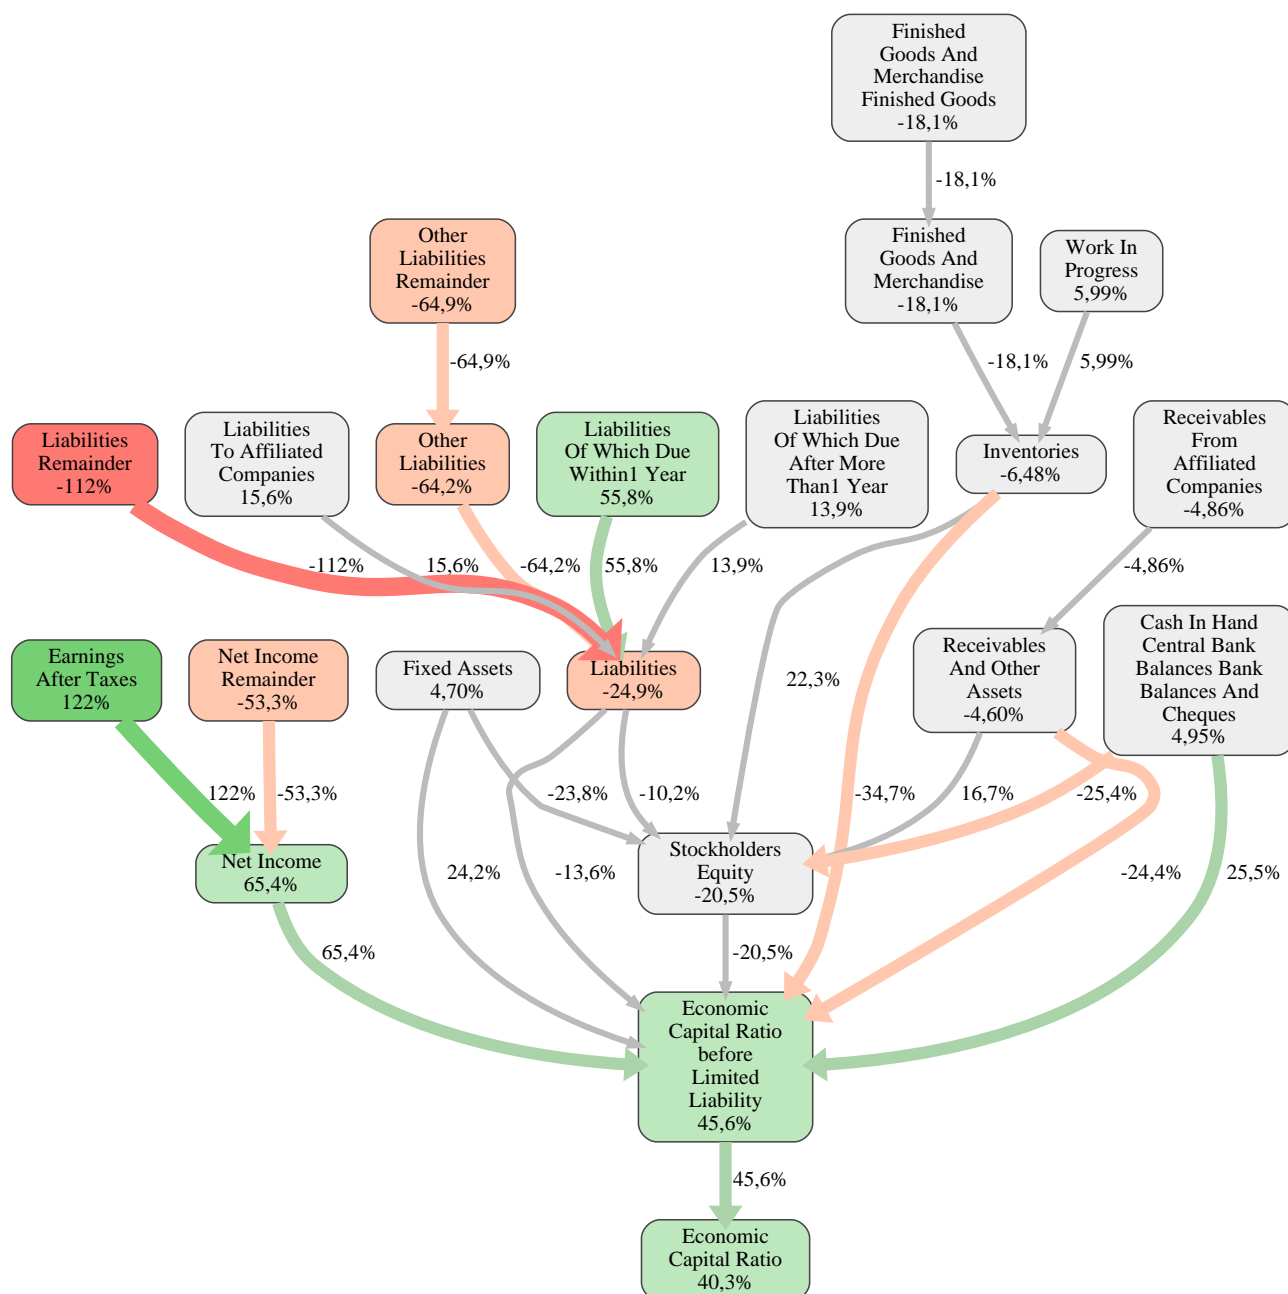 Finished
Goods And
Merchandise
Finished Goods
-18,1%
-18,1%
Other
Liabilities
Remainder
-64,9%
Finished
Goods And
Merchandise
-18,1%
Work In
Progress
5,99%
-64,9%
-18,1%
5,99%
Liabilities
Remainder
-112%
Liabilities
To Affiliated
Companies
15,6%
Other
Liabilities
-64,2%
Liabilities
Of Which Due
Within1 Year
55,8%
Liabilities
Of Which Due
After More
Than1 Year
13,9%
Inventories
-6,48%
Receivables
From
Affiliated
Companies
-4,86%
-112%
15,6%
-64,2%
55,8%
13,9%
-4,86%
Earnings
After Taxes
122%
Net Income
Remainder
-53,3%
Fixed Assets
4,70%
Liabilities
-24,9%
22,3%
Receivables
And Other
Assets
-4,60%
Cash In Hand
Central Bank
Balances Bank
Balances And
Cheques
4,95%
122%
-53,3%
-23,8%
-10,2%
-34,7%
16,7%
-25,4%
Net Income
65,4%
24,2%
-13,6%
Stockholders
Equity
-20,5%
-24,4%
25,5%
65,4%
-20,5%
Economic
Capital Ratio
before
Limited
Liability
45,6%
45,6%
Economic
Capital Ratio
40,3%